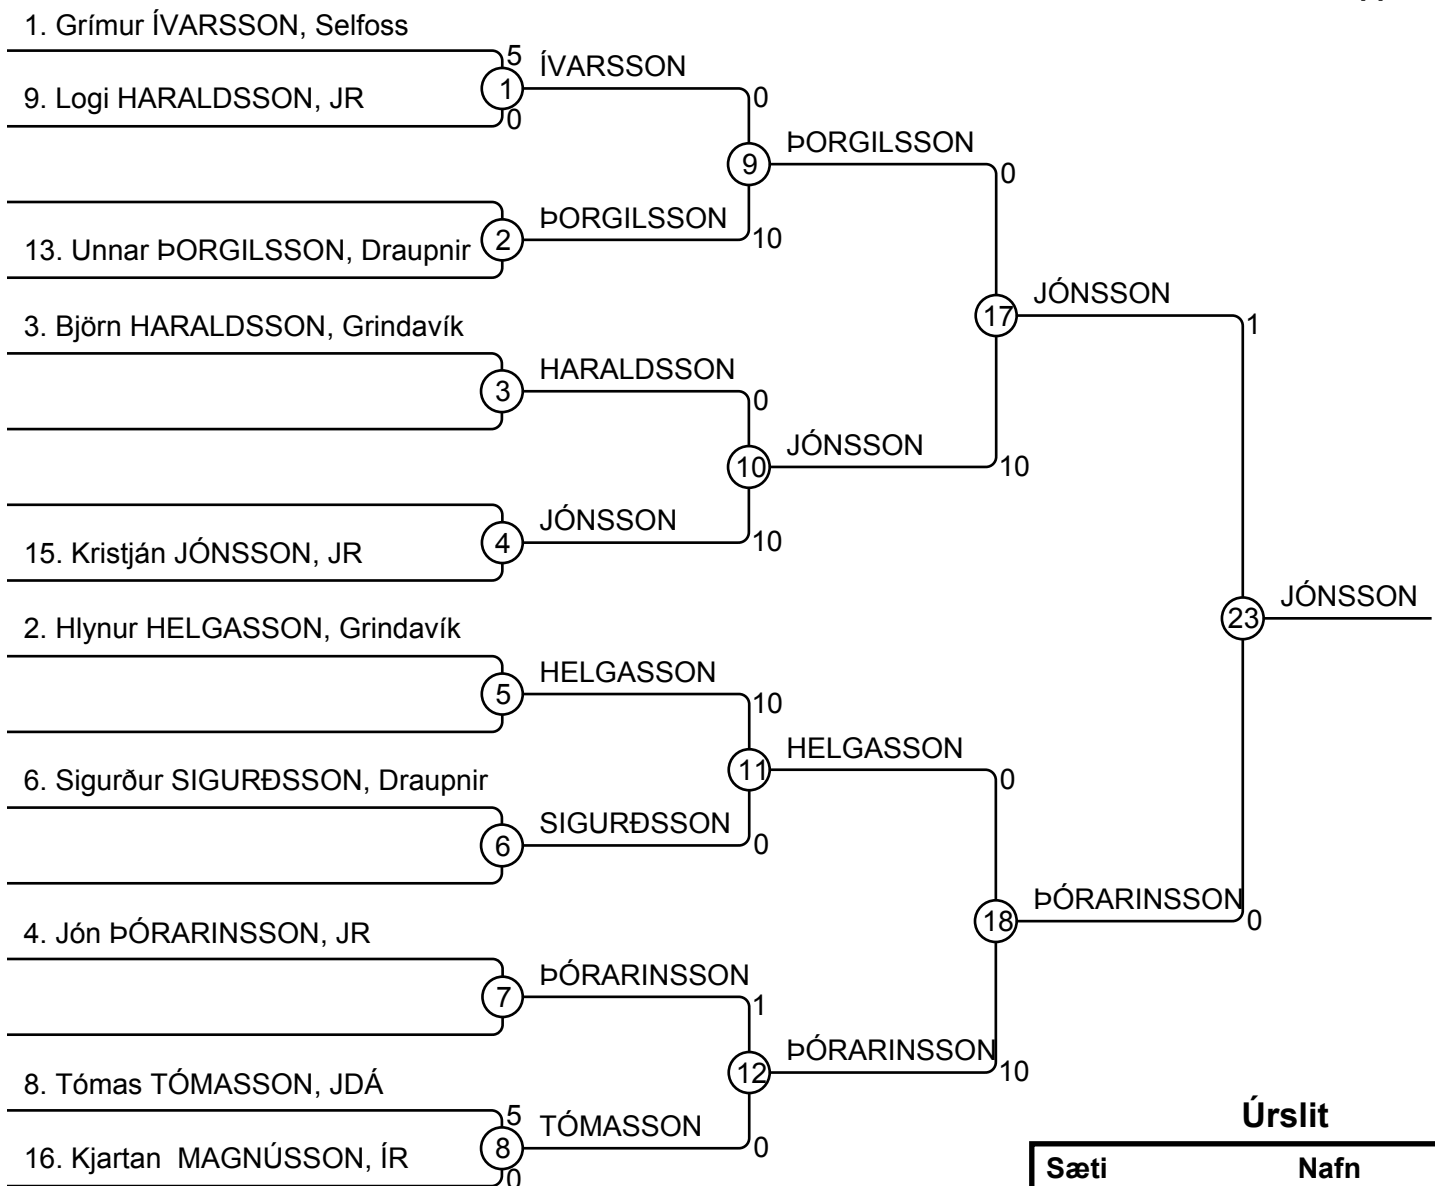 1. Grímur ÍVARSSON, Selfoss
5
ÍVARSSON
1
9. Logi HARALDSSON, JR
0
0
ÞORGILSSON
9
0
ÞORGILSSON
2
10
13. Unnar ÞORGILSSON, Draupnir
JÓNSSON
17
1
3. Björn HARALDSSON, Grindavík
HARALDSSON
3
0
JÓNSSON
10
10
JÓNSSON
4
10
15. Kristján JÓNSSON, JR
JÓNSSON
23
2. Hlynur HELGASSON, Grindavík
HELGASSON
5
10
HELGASSON
11
0
6. Sigurður SIGURÐSSON, Draupnir
SIGURÐSSON
6
0
ÞÓRARINSSON
18
0
4. Jón ÞÓRARINSSON, JR
ÞÓRARINSSON
7
1
ÞÓRARINSSON
12
10
8. Tómas TÓMASSON, JDÁ
5
TÓMASSON
8
0
16. Kjartan  MAGNÚSSON, ÍR
0
Úrslit
Sæti Nafn